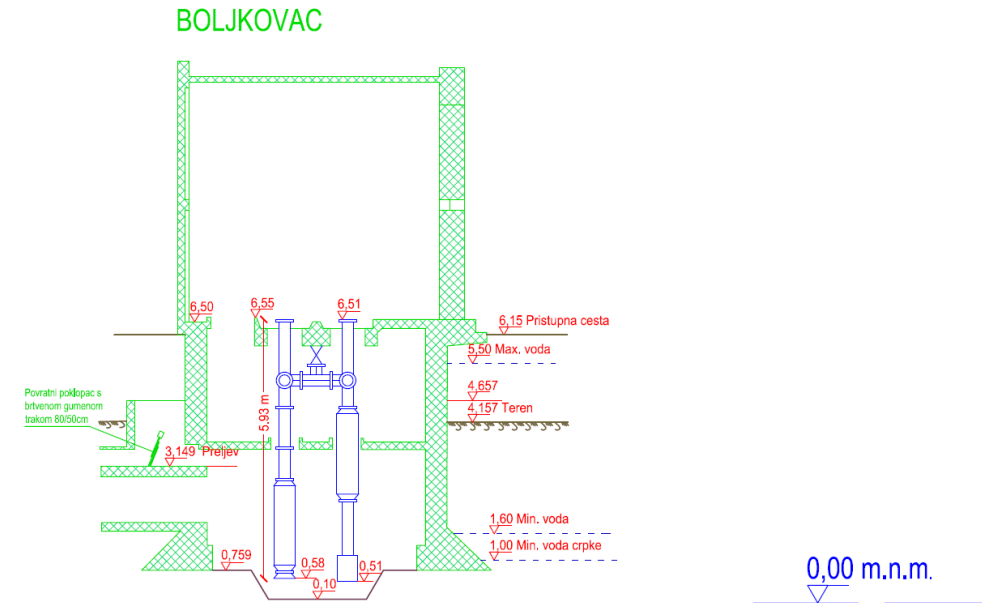 BOLJKOVAC
6,50
6,55
6,51
6,15 Pristupna cesta
5,50 Max. voda
4,657
4,157 Teren
Povratni poklopac s
brtvenom gumenom
trakom 80/50cm
5,93 m
3,149 Preljev
1,60 Min. voda
1,00 Min. voda crpke
0,759
0,58
0,51
0,10
0,00 m.n.m.